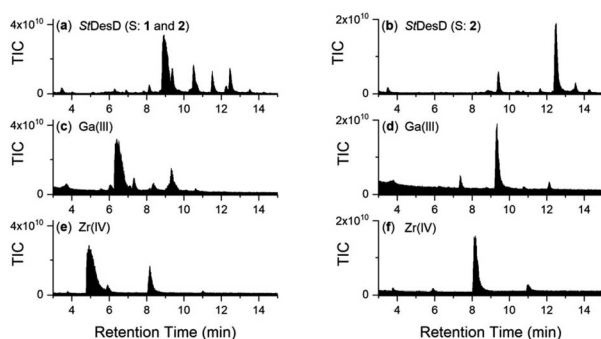 (a) StDesD (S: 1 and 2)
4x10¹⁰
TIC
0
4 6 8 10 12 14
(b) StDesD (S: 2)
2x10¹⁰
TIC
0
4 6 8 10 12 14
(c) Ga(III)
4x10¹⁰
TIC
0
4 6 8 10 12 14
(d) Ga(III)
2x10¹⁰
TIC
0
4 6 8 10 12 14
(e) Zr(IV)
4x10¹⁰
TIC
0
4 6 8 10 12 14
Retention Time (min)
(f) Zr(IV)
2x10¹⁰
TIC
0
4 6 8 10 12 14
Retention Time (min)